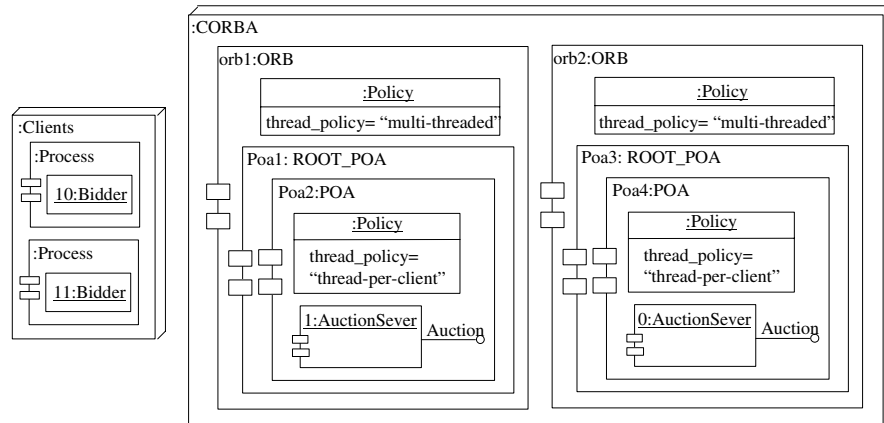 :Clients
:Process
10:Bidder
:Process
11:Bidder
:CORBA
orb1:ORB
:Policy
thread_policy= “multi-threaded”
Poa1: ROOT_POA
Poa2:POA
:Policy
thread_policy=
“thread-per-client”
1:AuctionSever
Auction
orb2:ORB
:Policy
thread_policy= “multi-threaded”
Poa3: ROOT_POA
Poa4:POA
:Policy
thread_policy=
“thread-per-client”
0:AuctionSever
Auction